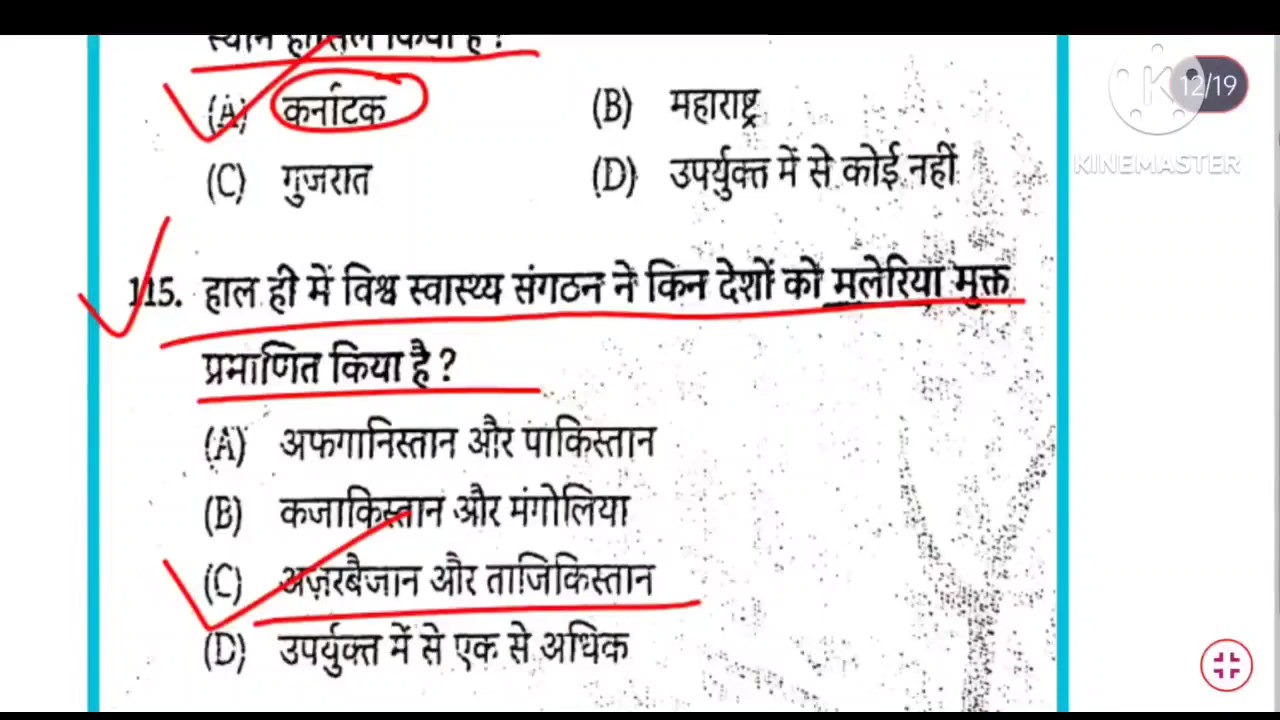 स्थान हासिल किया है?
(A) कर्नाटक (B) महाराष्ट्र
(C) गुजरात (D) उपर्युक्त में से कोई नहीं
115. हाल ही में विश्व स्वास्थ्य संगठन ने किन देशों को मलेरिया मुक्त
प्रमाणित किया है?
(A) अफगानिस्तान और पाकिस्तान
(B) कजाकिस्तान और मंगोलिया
(C) अज़रबैजान और ताजिकिस्तान
(D) उपर्युक्त में से एक से अधिक
12/19
K
KINEMASTER